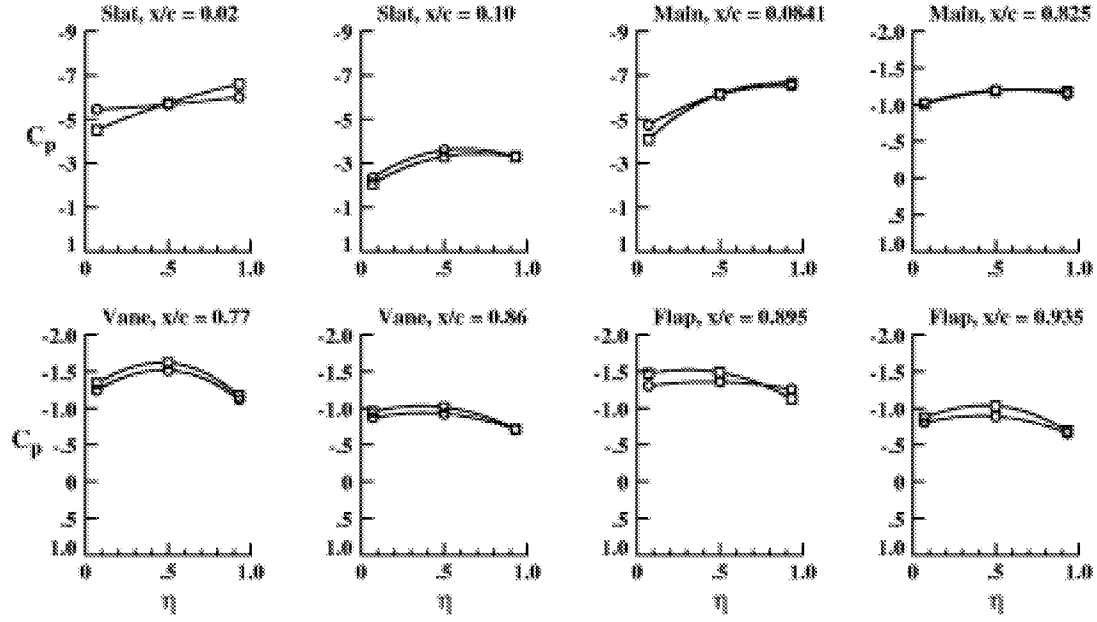 Slat, x/c = 0.02
Slat, x/c = 0.10
Main, x/c = 0.0841
Main, x/c = 0.825
-9
-7
-5
-3
-1
1
-9
-7
-5
-3
-1
1
-9
-7
-5
-3
-1
1
-2.0
-1.5
-1.0
-.5
0
.5
1.0
Cp
0 .5 1.0
0 .5 1.0
0 .5 1.0
0 .5 1.0
Vane, x/c = 0.77
Vane, x/c = 0.86
Flap, x/c = 0.895
Flap, x/c = 0.935
-2.0
-1.5
-1.0
-.5
0
.5
1.0
-2.0
-1.5
-1.0
-.5
0
.5
1.0
-2.0
-1.5
-1.0
-.5
0
.5
1.0
-2.0
-1.5
-1.0
-.5
0
.5
1.0
Cp
0 .5 1.0
0 .5 1.0
0 .5 1.0
0 .5 1.0
η
η
η
η